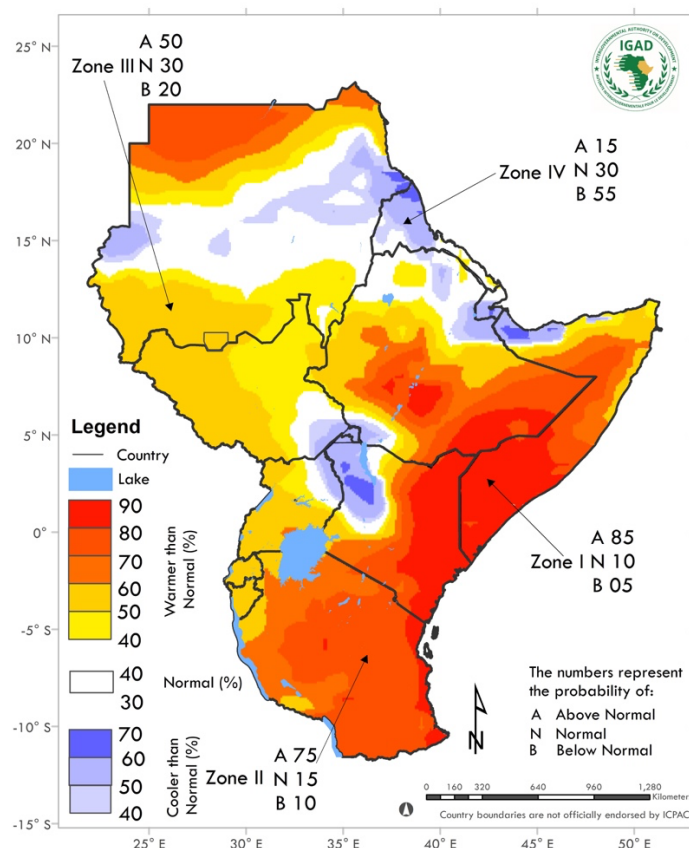 25° N
20° N
15° N
10° N
5° N
0°
-5° S
-10° S
-15° S
A 50
Zone III N 30
B 20
IGAD
INTERGOVERNMENTAL AUTHORITY ON DEVELOPMENT
A 15
Zone IV N 30
B 55
Legend
Country
Lake
90
80
70
60
50
40
Warmer than
Normal (%)
40
30
Normal (%)
70
60
50
40
Cooler than
Normal (%)
A 85
Zone I N 10
B 05
A 75
Zone II N 15
B 10
The numbers represent
the probability of:
A Above Normal
N Normal
B Below Normal
N
0 160 320 640 960 1,280
Kilometer
Country boundaries are not officially endorsed by ICPAC
25° E 30° E 35° E 40° E 45° E 50° E